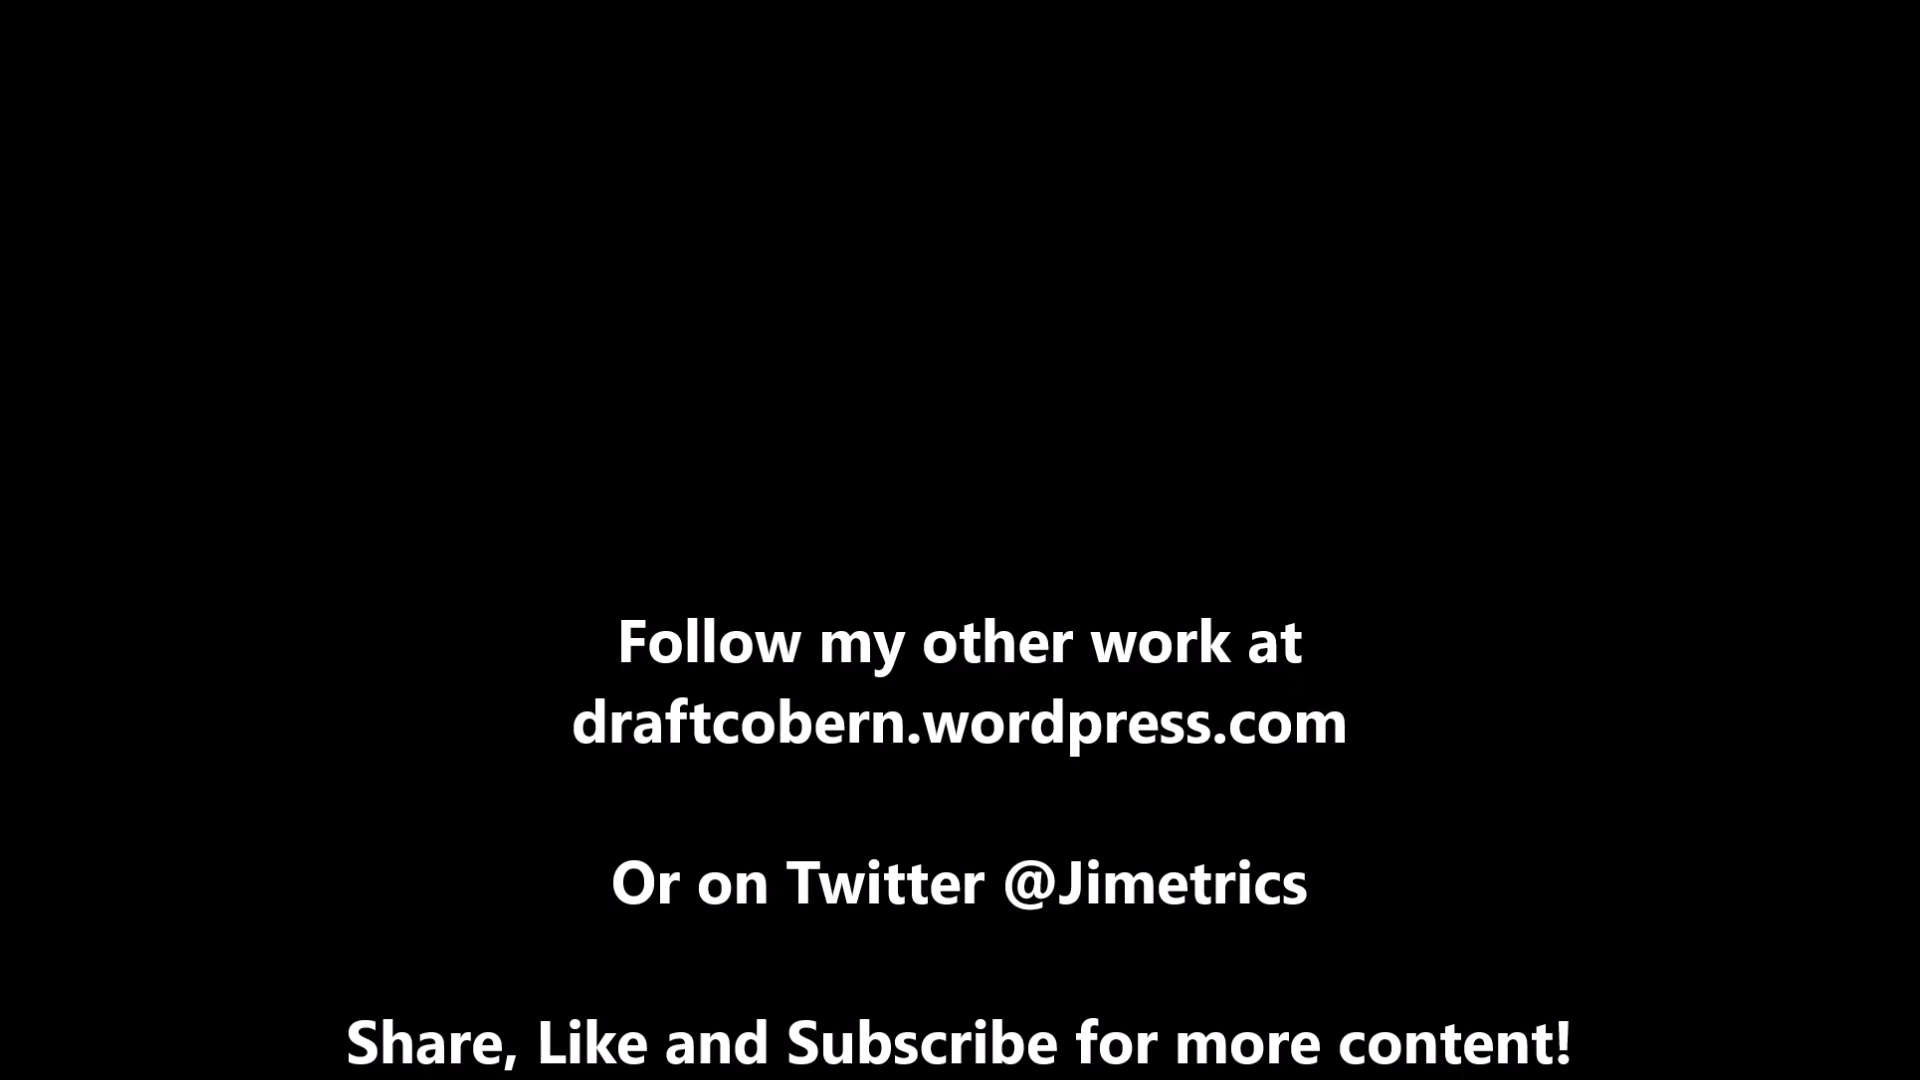 Follow my other work at
draftcobern.wordpress.com
Or on Twitter @Jimetrics
Share, Like and Subscribe for more content!